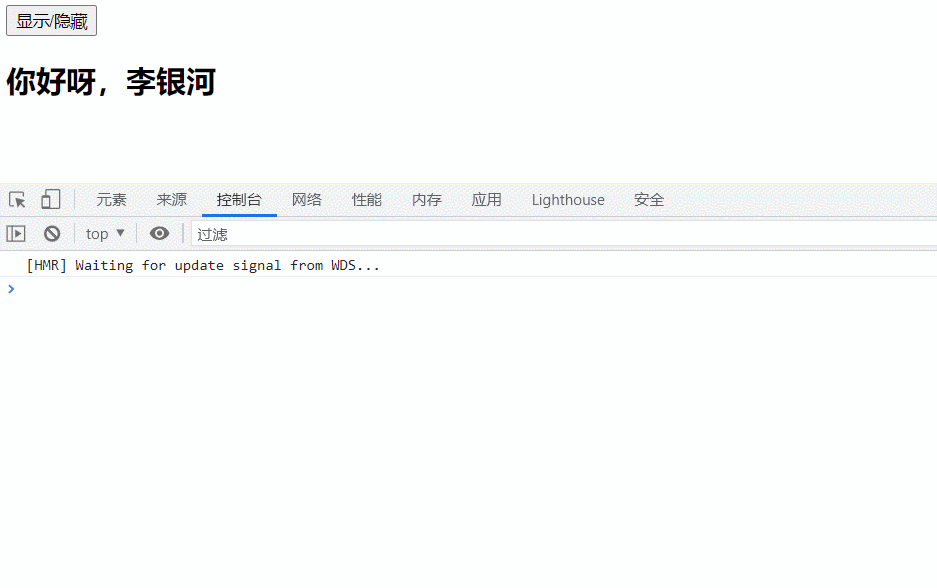 显示/隐藏
你好呀，李银河
元素 来源 控制台 网络 性能 内存 应用 Lighthouse 安全
top ▼ 过滤
[HMR] Waiting for update signal from WDS...
>